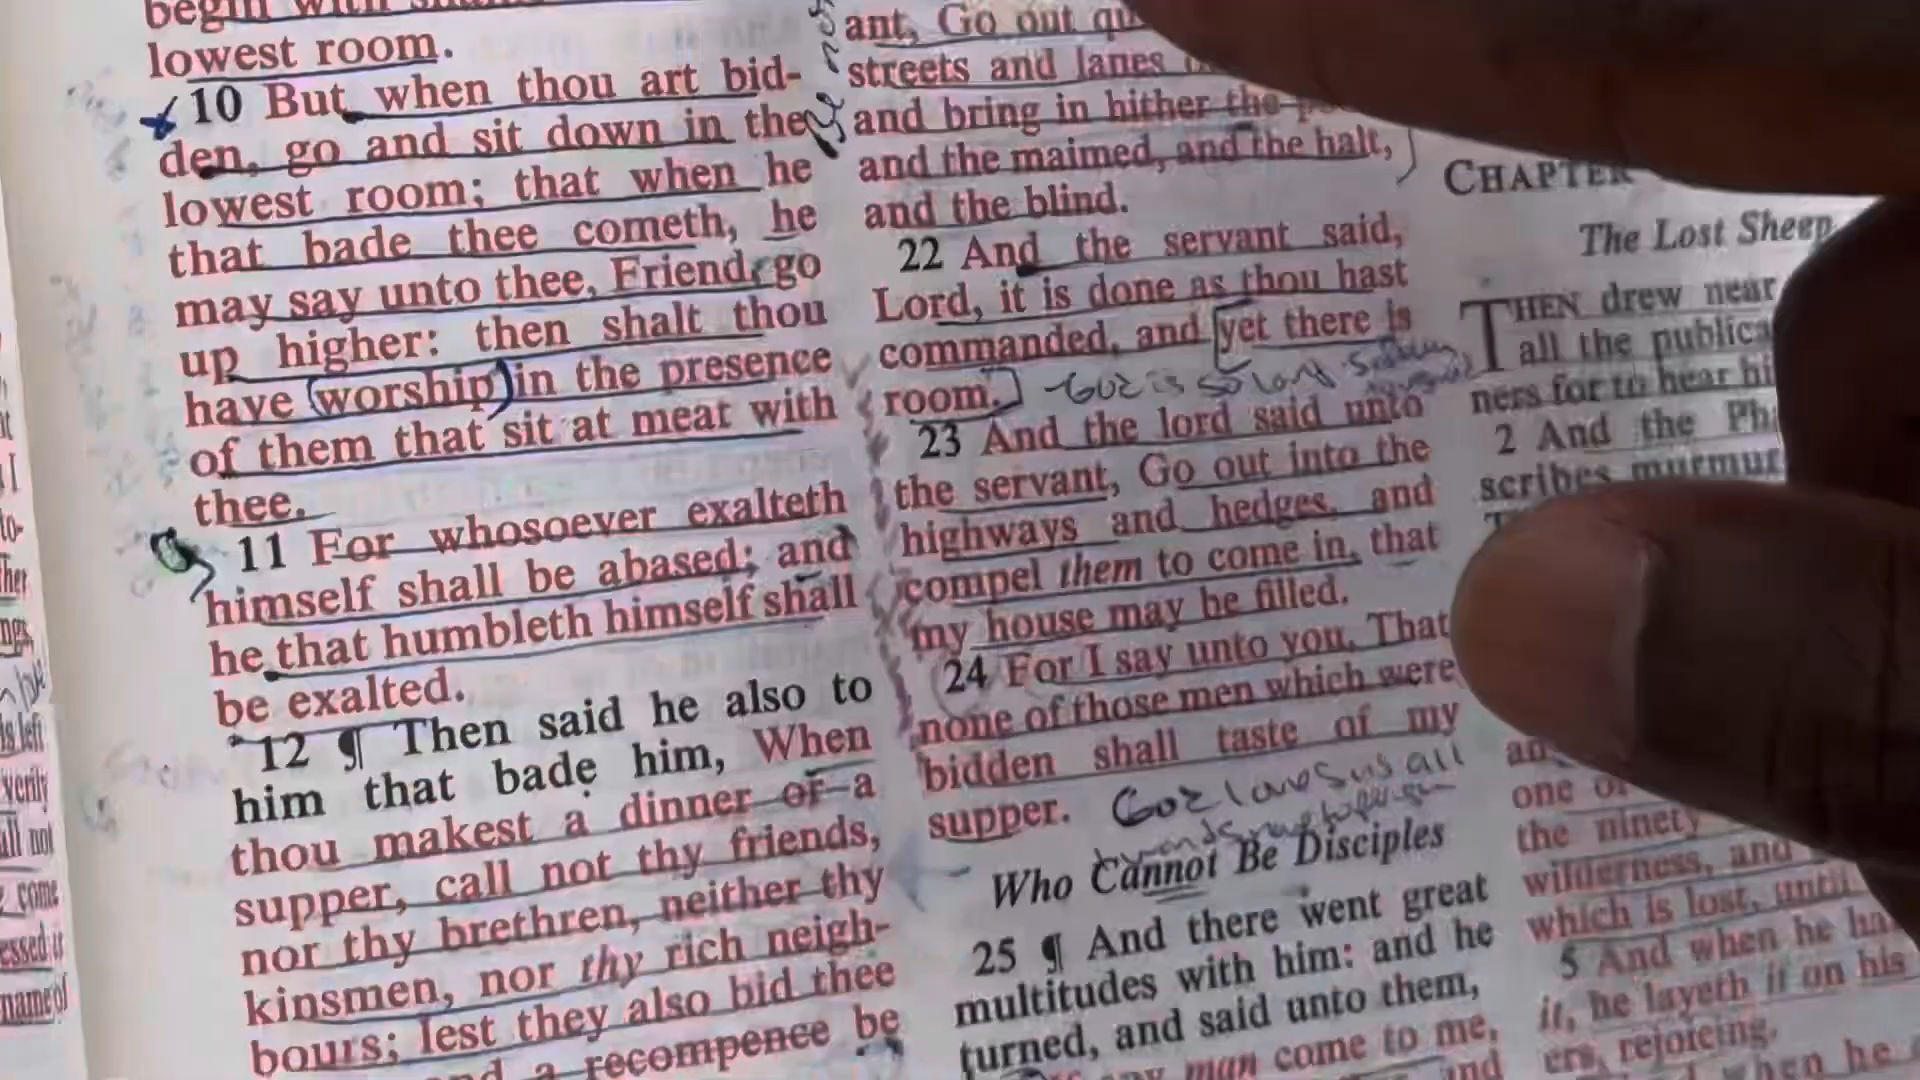 begin with
lowest room.
10 But when thou art bid-
den, go and sit down in the
lowest room; that when he
that bade thee cometh, he
may say unto thee, Friend, go
up higher: then shalt thou
have worship in the presence
of them that sit at meat with
thee.
11 For whosoever exalteth
himself shall be abased; and
he that humbleth himself shall
be exalted.
12 ¶ Then said he also to
him that bade him, When
thou makest a dinner or a
supper, call not thy friends,
nor thy brethren, neither thy
kinsmen, nor thy rich neigh-
bours; lest they also bid thee
a recompence be
ant, Go out
streets and lanes
and bring in hither the
and the maimed, and the halt,
and the blind.
22 And the servant said,
Lord, it is done as thou hast
commanded, and yet there is
room.
23 And the lord said unto
the servant, Go out into the
highways and hedges, and
compel them to come in, that
my house may be filled.
24 For I say unto you, That
none of those men which were
bidden shall taste of my
supper.
Who Cannot Be Disciples
25 ¶ And there went great
multitudes with him: and he
turned, and said unto them,
man come to me,
and
CHAPTER
The Lost Sheep
THEN drew near
all the publica
ners for to hear hi
2 And the Ph
scribes murmur
one
the ninety
wilderness, and
which is lost, until
5 And when he ha
it, he layeth it on his
ers, rejoicing.
when he
is left
verily
all not
come
name of